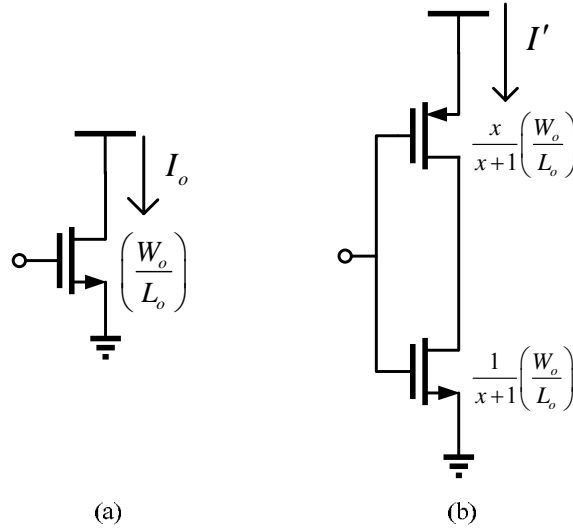 I'
x/(x+1) (W_o/L_o)
I_o
(W_o/L_o)
1/(x+1) (W_o/L_o)
(a)
(b)